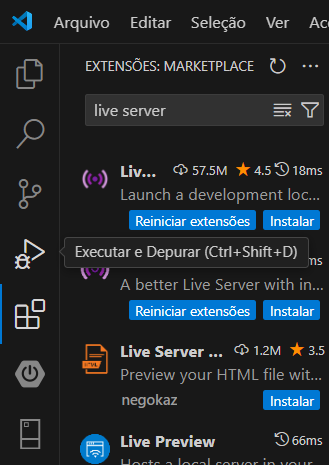 Arquivo Editar Seleção Ver Ac
EXTENSÕES: MARKETPLACE
live server
Liv... 57.5M 4.5 18ms
Launch a development loc...
Reiniciar extensões Instalar
Executar e Depurar (Ctrl+Shift+D)
A better Live Server with in...
Reiniciar extensões Instalar
Live Server ... 1.2M 3.5
Preview your HTML file wit...
negokaz Instalar
Live Preview 66ms
Hosts a local server in your